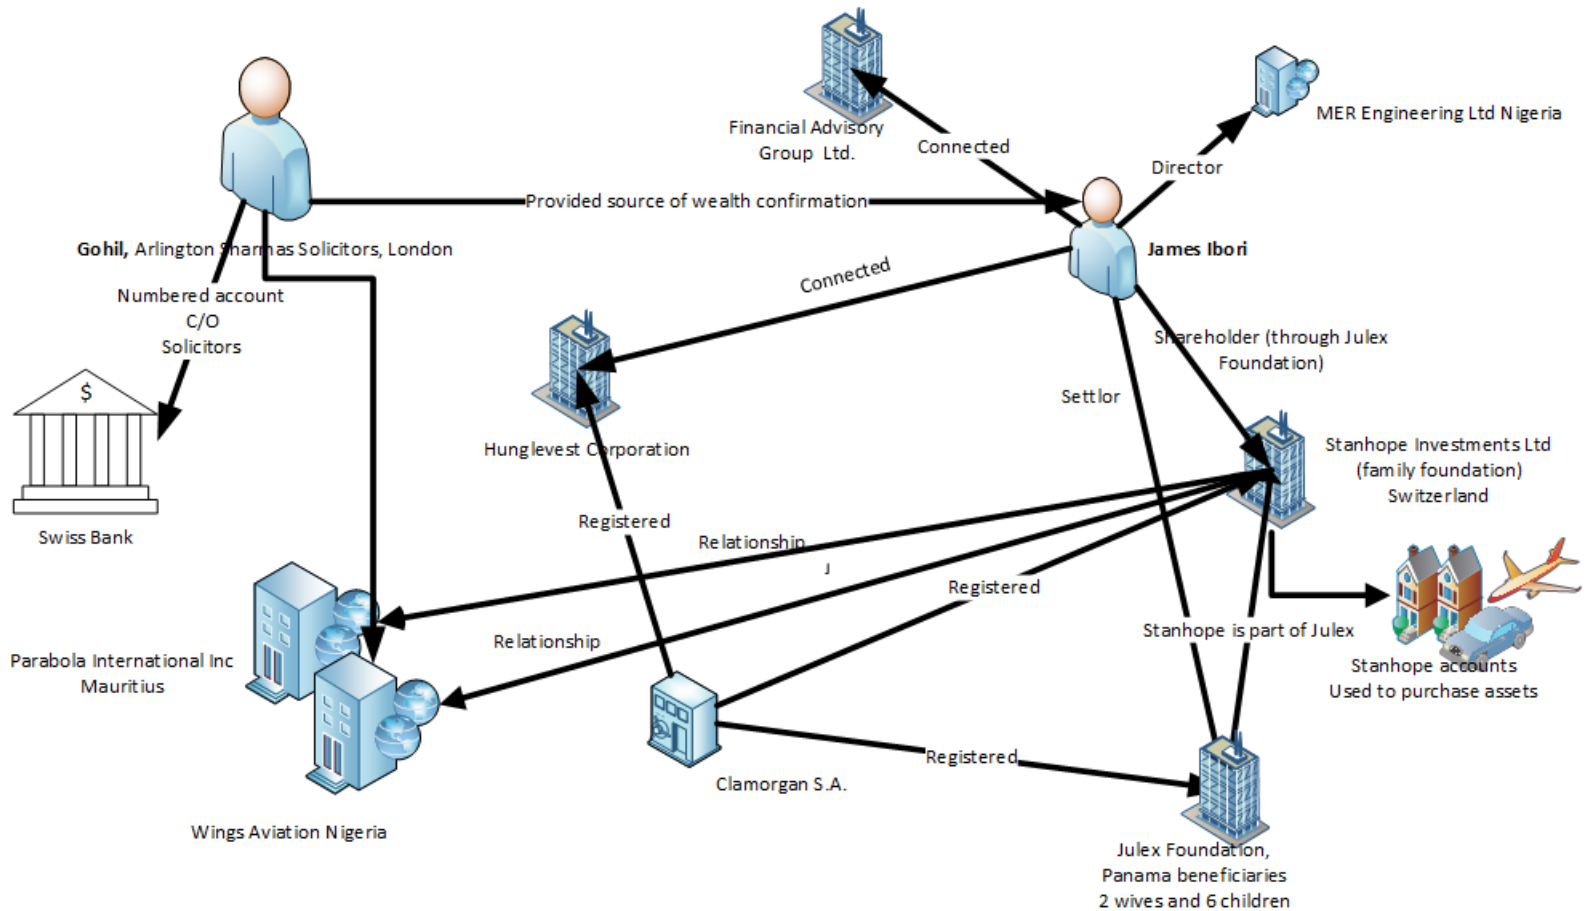 Financial Advisory
Group Ltd.
Connected
MER Engineering Ltd Nigeria
Director
Provided source of wealth confirmation
Gohil, Arlington Sharmas Solicitors, London
James Ibori
Connected
Numbered account
C/O
Solicitors
Shareholder (through Julex
Foundation)
$
Settlor
Hunglevest Corporation
Stanhope Investments Ltd
(family foundation)
Switzerland
Swiss Bank
Registered
Relationship
Registered
Relationship
Stanhope is part of Julex
Parabola International Inc
Mauritius
Stanhope accounts
Used to purchase assets
Registered
Clamorgan S.A.
Wings Aviation Nigeria
Julex Foundation,
Panama beneficiaries
2 wives and 6 children